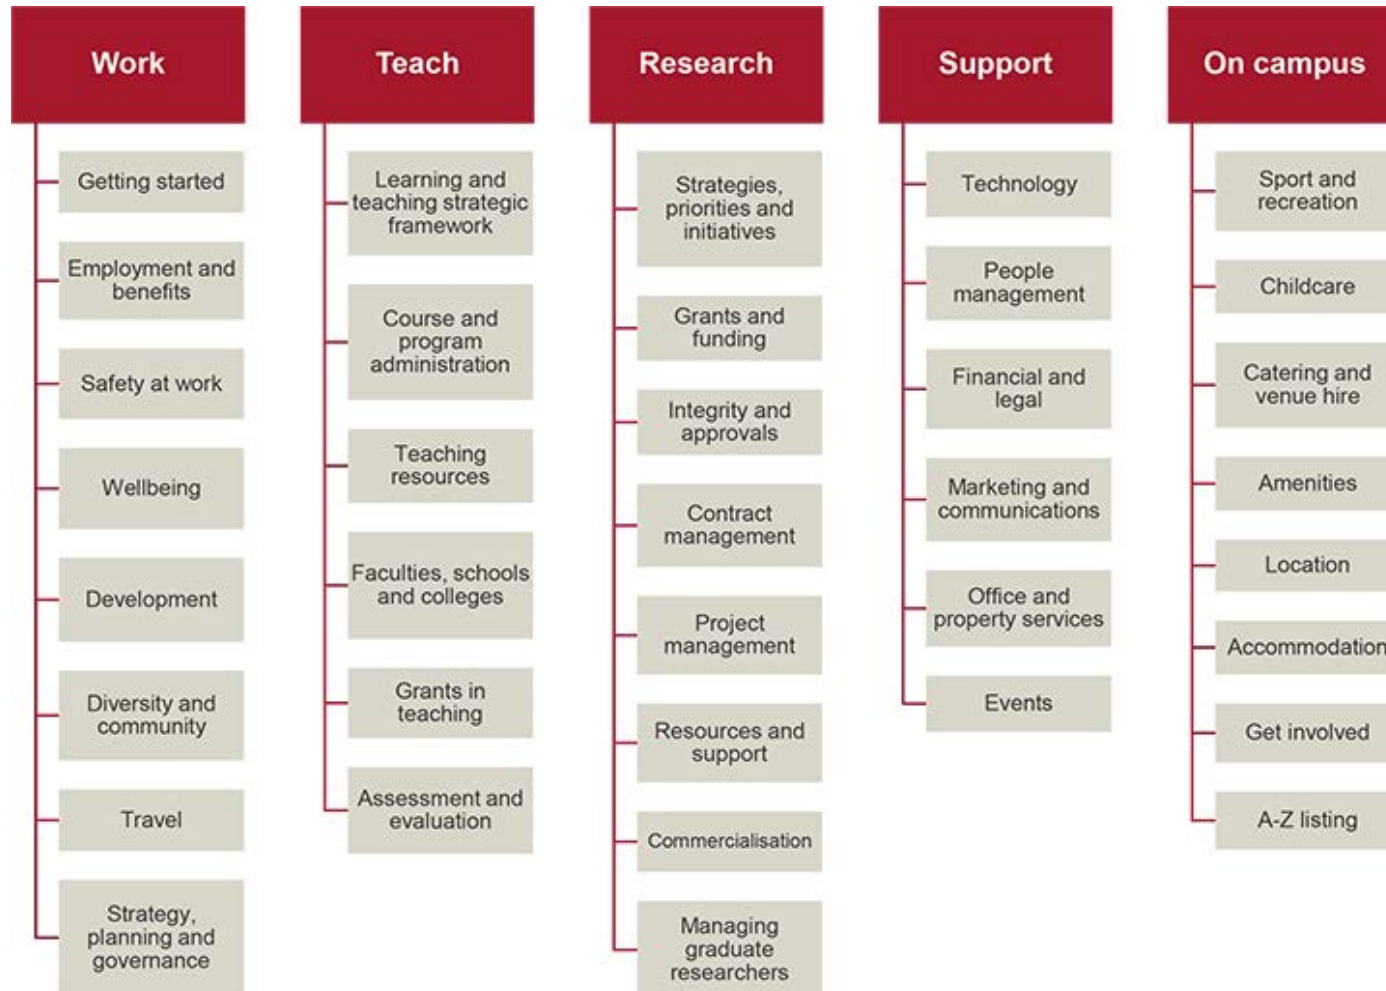 Work
Getting started
Employment and
benefits
Safety at work
Wellbeing
Development
Diversity and
community
Travel
Strategy,
planning and
governance
Teach
Learning and
teaching strategic
framework
Course and
program
administration
Teaching
resources
Faculties, schools
and colleges
Grants in
teaching
Assessment and
evaluation
Research
Strategies,
priorities and
initiatives
Grants and
funding
Integrity and
approvals
Contract
management
Project
management
Resources and
support
Commercialisation
Managing
graduate
researchers
Support
Technology
People
management
Financial and
legal
Marketing and
communications
Office and
property services
Events
On campus
Sport and
recreation
Childcare
Catering and
venue hire
Amenities
Location
Accommodation
Get involved
A-Z listing